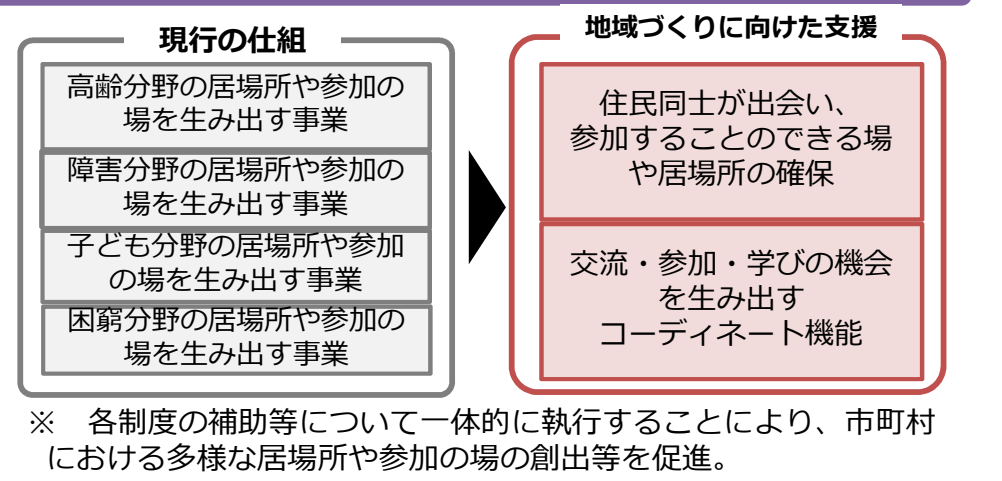 現行の仕組
高齢分野の居場所や参加の
場を生み出す事業
障害分野の居場所や参加の
場を生み出す事業
子ども分野の居場所や参加
の場を生み出す事業
困窮分野の居場所や参加の
場を生み出す事業
地域づくりに向けた支援
住民同士が出会い、
参加することのできる場
や居場所の確保
交流・参加・学びの機会
を生み出す
コーディネート機能
※　各制度の補助等について一体的に執行することにより、市町村
における多様な居場所や参加の場の創出等を促進。